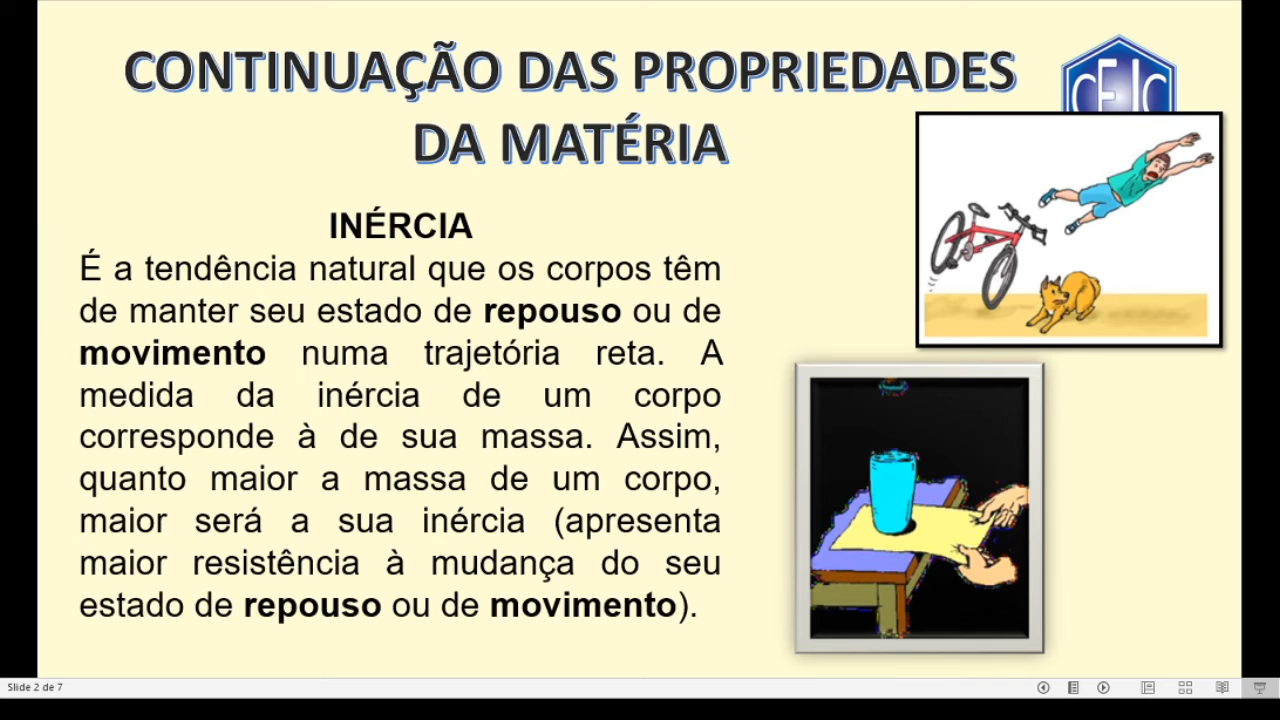 CONTINUAÇÃO DAS PROPRIEDADES
DA MATÉRIA
CEJC
INÉRCIA
É a tendência natural que os corpos têm
de manter seu estado de repouso ou de
movimento numa trajetória reta. A
medida da inércia de um corpo
corresponde à de sua massa. Assim,
quanto maior a massa de um corpo,
maior será a sua inércia (apresenta
maior resistência à mudança do seu
estado de repouso ou de movimento).
Slide 2 de 7